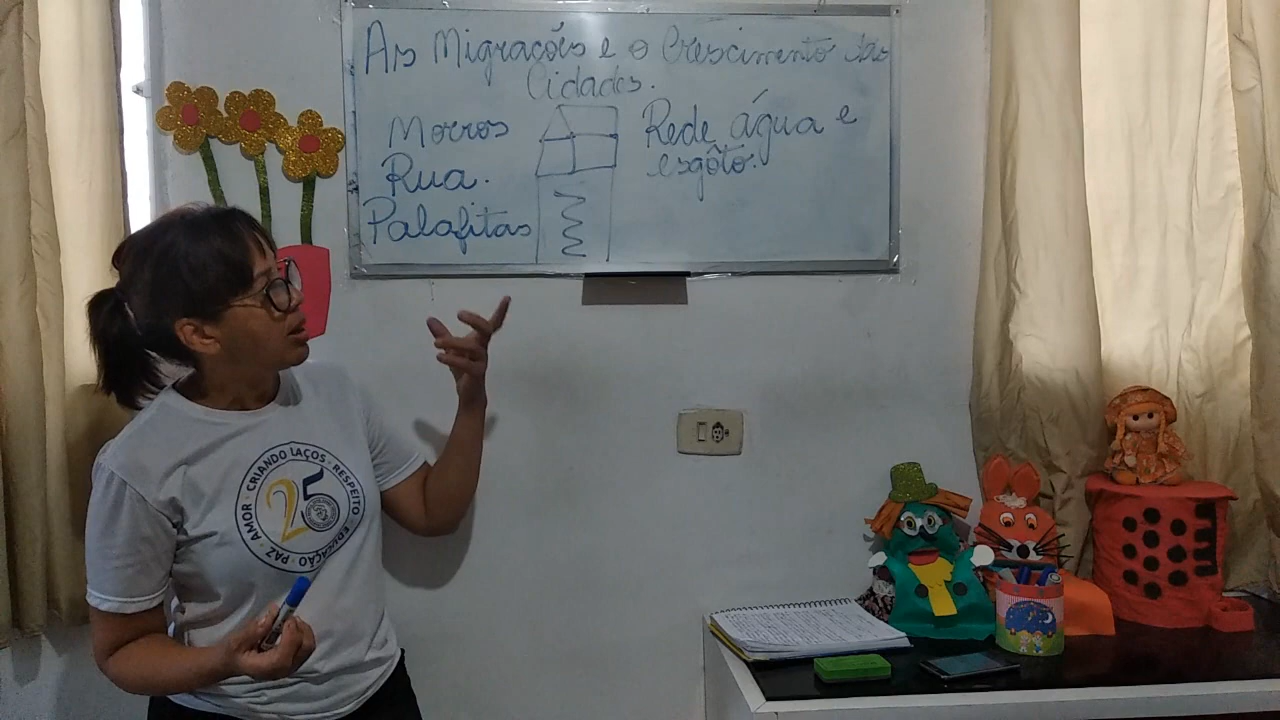 As Migrações e o Crescimento das
Cidades.
Morros
Rua.
Palafitas
Rede água e
esgôto.
CRIANDO LAÇOS · RESPEITO · EDUCAÇÃO · PAZ · AMOR ·
25